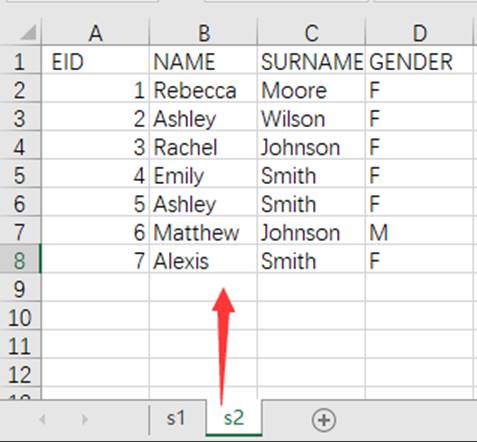 A B C D
1 EID NAME SURNAME GENDER
2 1 Rebecca Moore F
3 2 Ashley Wilson F
4 3 Rachel Johnson F
5 4 Emily Smith F
6 5 Ashley Smith F
7 6 Matthew Johnson M
8 7 Alexis Smith F
9
10
11
12
s1 s2